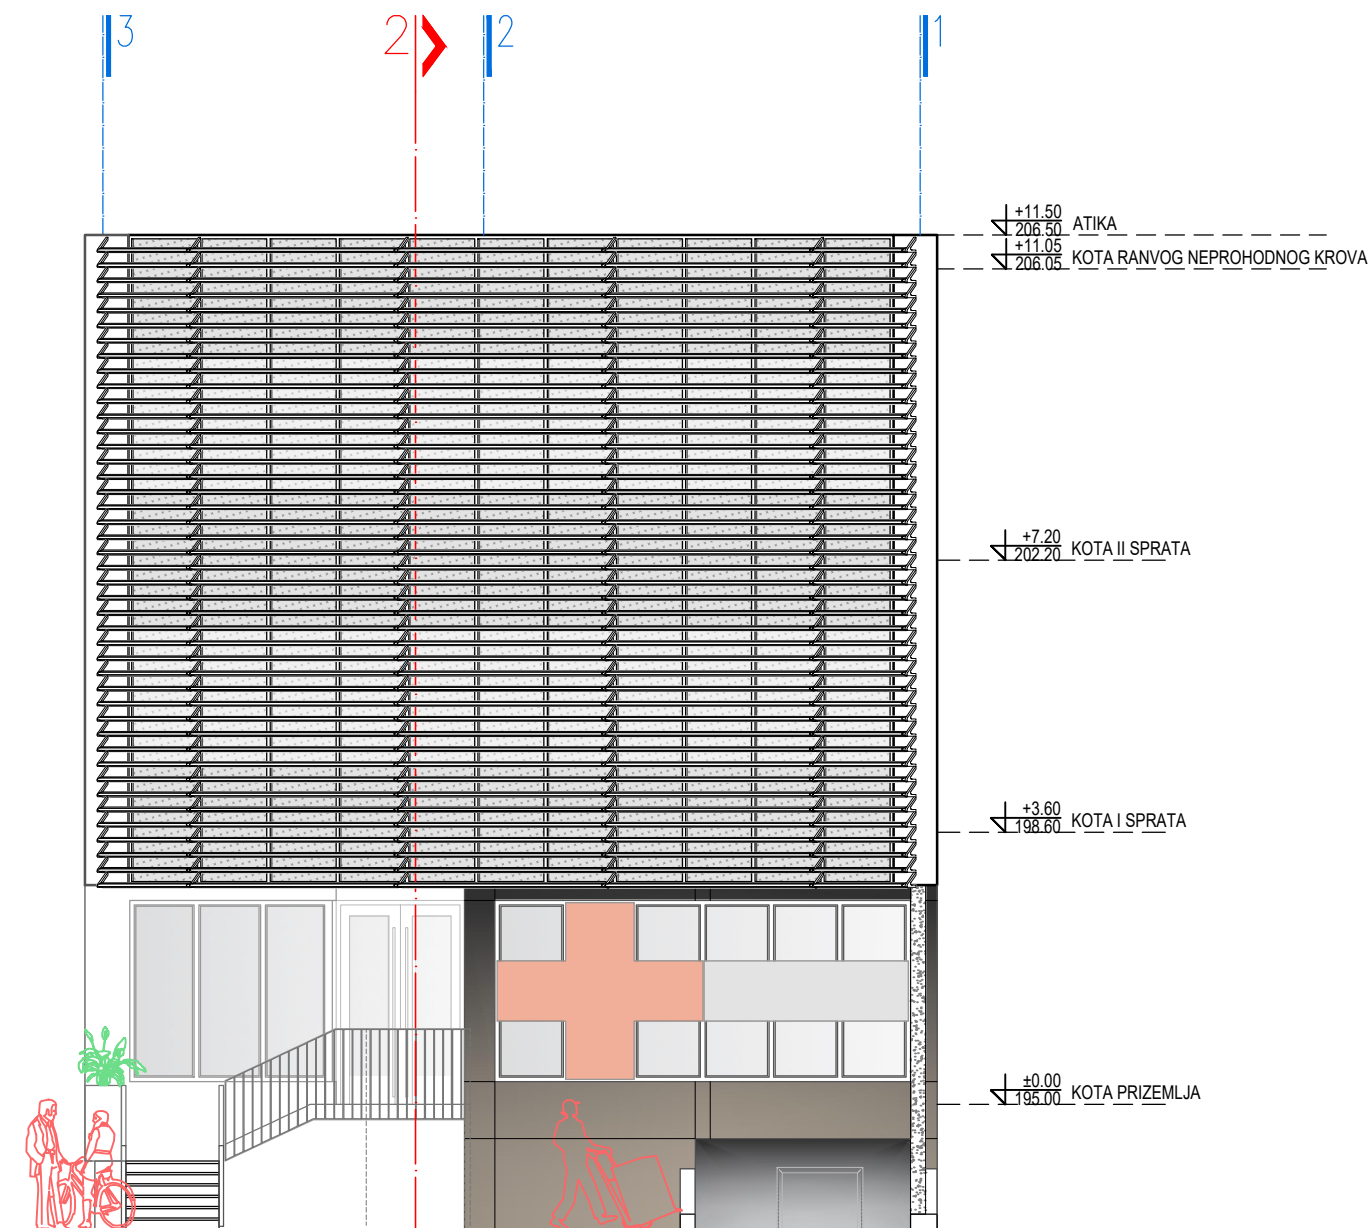 3
2
2
1
+11.50
206.50
ATIKA
+11.05
206.05
KOTA RANVOG NEPROHODNOG KROVA
+7.20
202.20
KOTA II SPRATA
+3.60
198.60
KOTA I SPRATA
±0.00
195.00
KOTA PRIZEMLJA